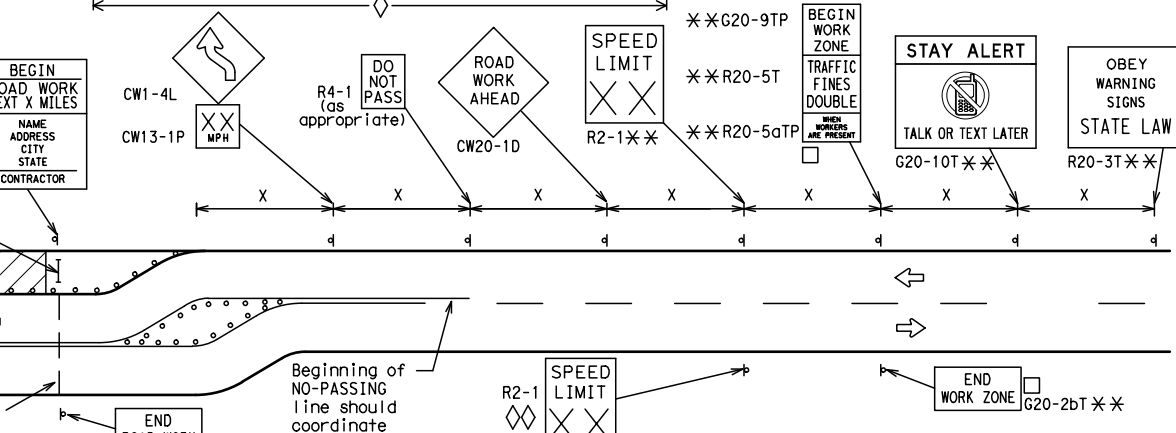 BEGIN
ROAD WORK
NEXT X MILES
NAME
ADDRESS
CITY
STATE
CONTRACTOR
CW1-4L
CW13-1P
XX
MPH
R4-1
(as
appropriate)
DO
NOT
PASS
ROAD
WORK
AHEAD
CW20-1D
SPEED
LIMIT
X X
R2-1**
**G20-9TP
**R20-5T
**R20-5aTP
BEGIN
WORK
ZONE
TRAFFIC
FINES
DOUBLE
WHEN
WORKERS
ARE PRESENT
STAY ALERT
TALK OR TEXT LATER
G20-10T**
OBEY
WARNING
SIGNS
STATE LAW
R20-3T**
X X X X X X X
Beginning of
NO-PASSING
line should
coordinate
R2-1
SPEED
LIMIT
X X
END
WORK ZONE
G20-2bT**
END